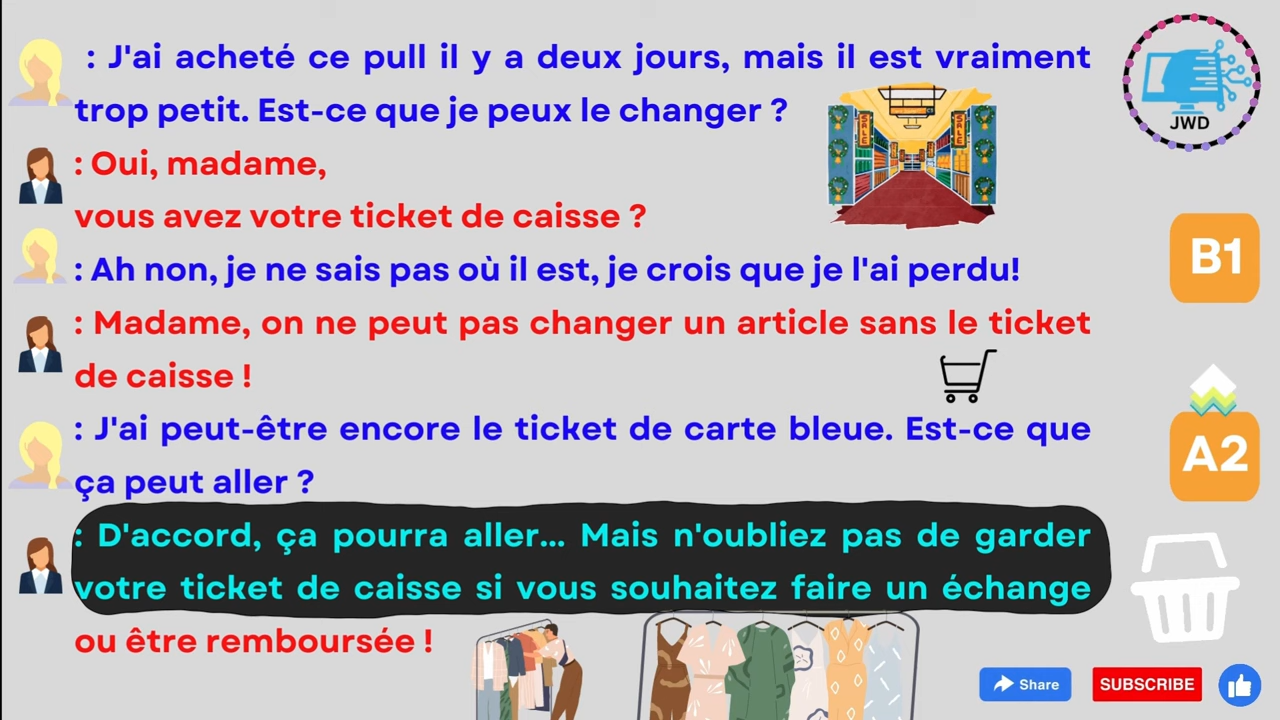 : J'ai acheté ce pull il y a deux jours, mais il est vraiment
trop petit. Est-ce que je peux le changer ?
: Oui, madame,
vous avez votre ticket de caisse ?
: Ah non, je ne sais pas où il est, je crois que je l'ai perdu!
: Madame, on ne peut pas changer un article sans le ticket
de caisse !
: J'ai peut-être encore le ticket de carte bleue. Est-ce que
ça peut aller ?
: D'accord, ça pourra aller... Mais n'oubliez pas de garder
votre ticket de caisse si vous souhaitez faire un échange
ou être remboursée !
SALE
SALE
JWD
B1
A2
Share
SUBSCRIBE